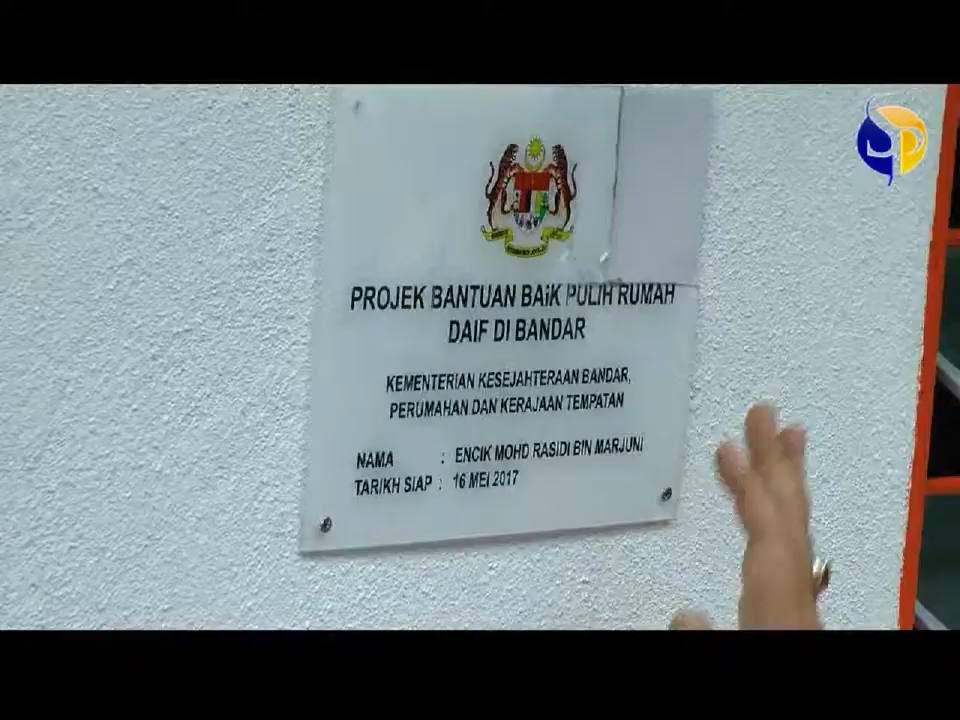 PROJEK BANTUAN BAIK PULIH RUMAH
DAIF DI BANDAR
KEMENTERIAN KESEJAHTERAAN BANDAR,
PERUMAHAN DAN KERAJAAN TEMPATAN
NAMA : ENCIK MOHD RASIDI BIN MARJUNI
TARIKH SIAP : 16 MEI 2017